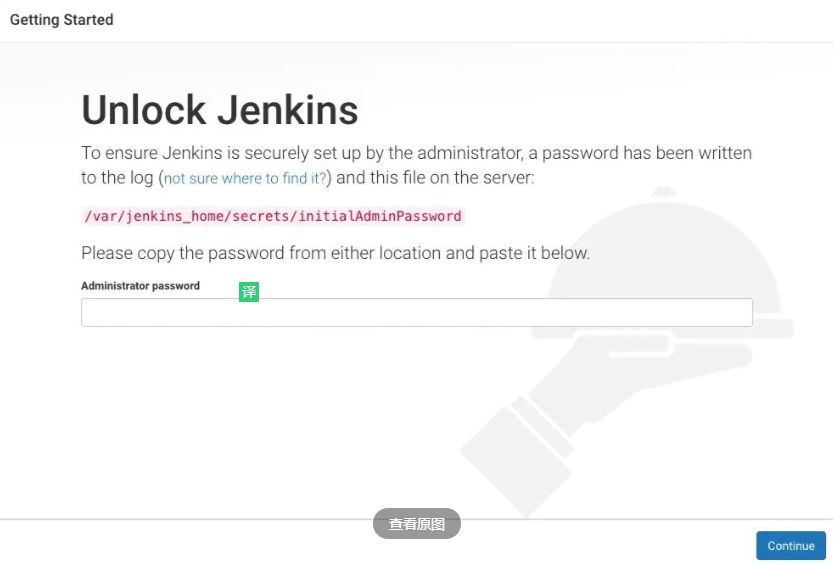 Getting Started
Unlock Jenkins
To ensure Jenkins is securely set up by the administrator, a password has been written
to the log (not sure where to find it?) and this file on the server:
/var/jenkins_home/secrets/initialAdminPassword
Please copy the password from either location and paste it below.
Administrator password
译
查看原图
Continue